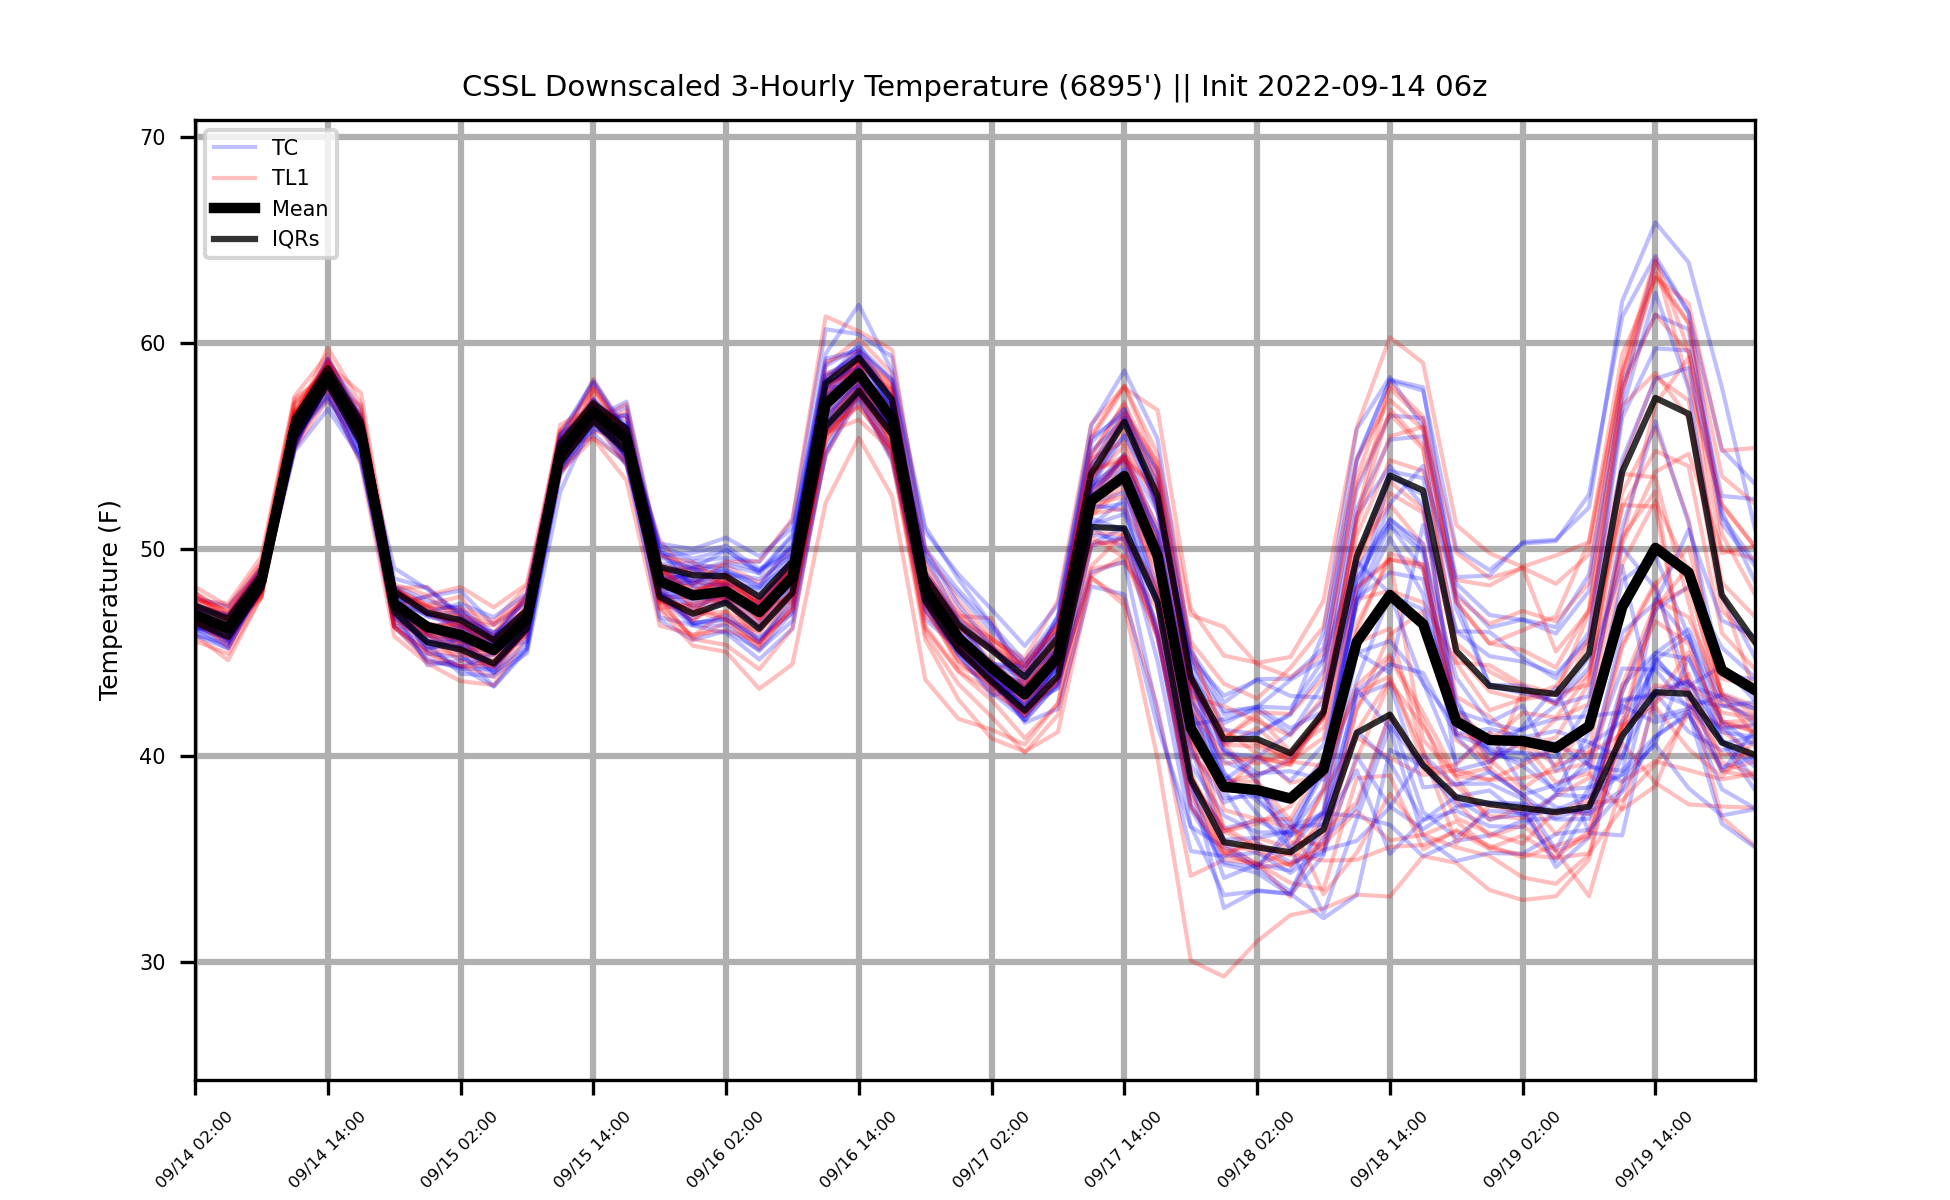 CSSL Downscaled 3-Hourly Temperature (6895') || Init 2022-09-14 06z
Temperature (F)
70
60
50
40
30
TC
TL1
Mean
IQRs
09/14 02:00
09/14 14:00
09/15 02:00
09/15 14:00
09/16 02:00
09/16 14:00
09/17 02:00
09/17 14:00
09/18 02:00
09/18 14:00
09/19 02:00
09/19 14:00